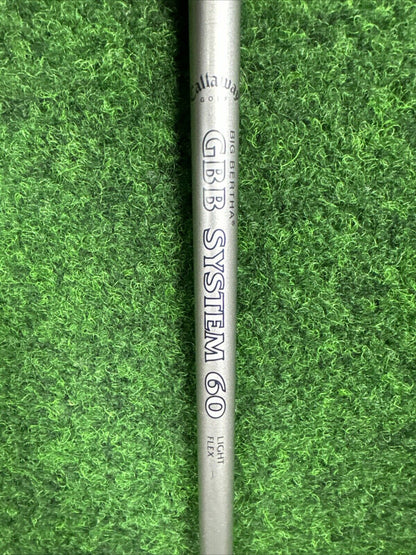 Callaway
GOLF
BIG BERTHA®
GBB SYSTEM 60
LIGHT
FLEX